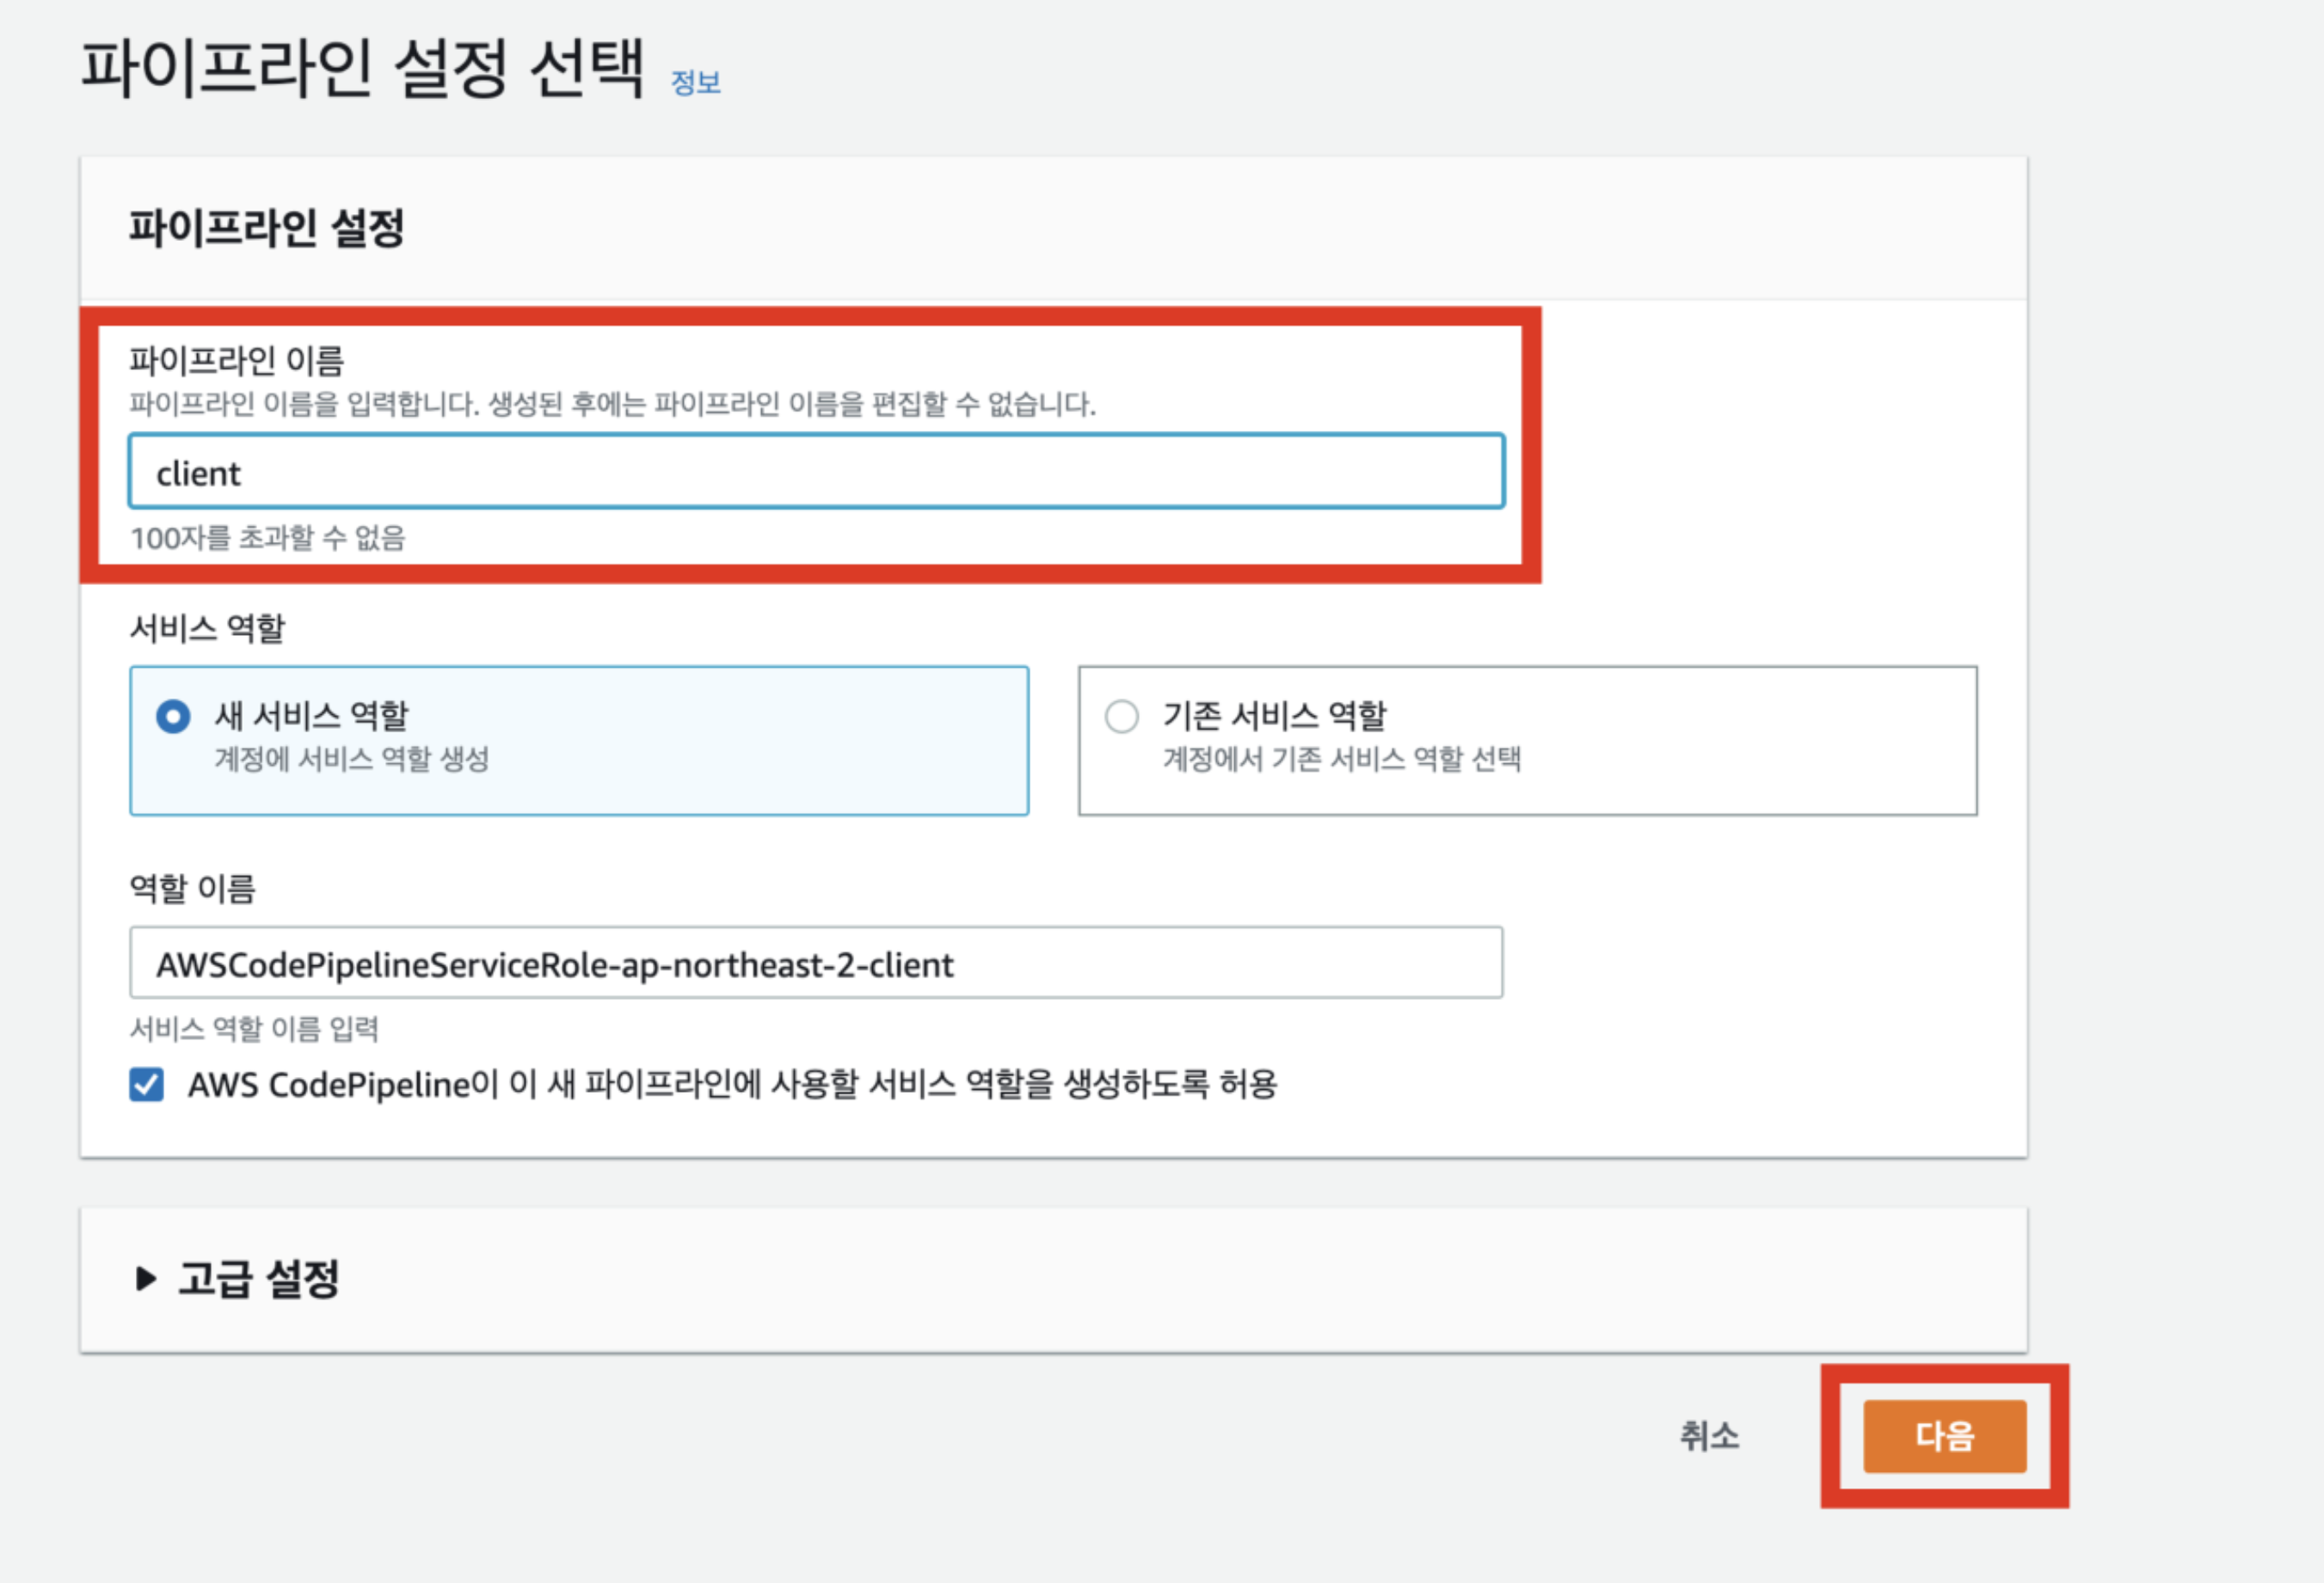 파이프라인 설정 선택 정보
파이프라인 설정
파이프라인 이름
파이프라인 이름을 입력합니다. 생성된 후에는 파이프라인 이름을 편집할 수 없습니다.
client
100자를 초과할 수 없음
서비스 역할
새 서비스 역할
계정에 서비스 역할 생성
기존 서비스 역할
계정에서 기존 서비스 역할 선택
역할 이름
AWSCodePipelineServiceRole-ap-northeast-2-client
서비스 역할 이름 입력
AWS CodePipeline이 이 새 파이프라인에 사용할 서비스 역할을 생성하도록 허용
고급 설정
취소
다음